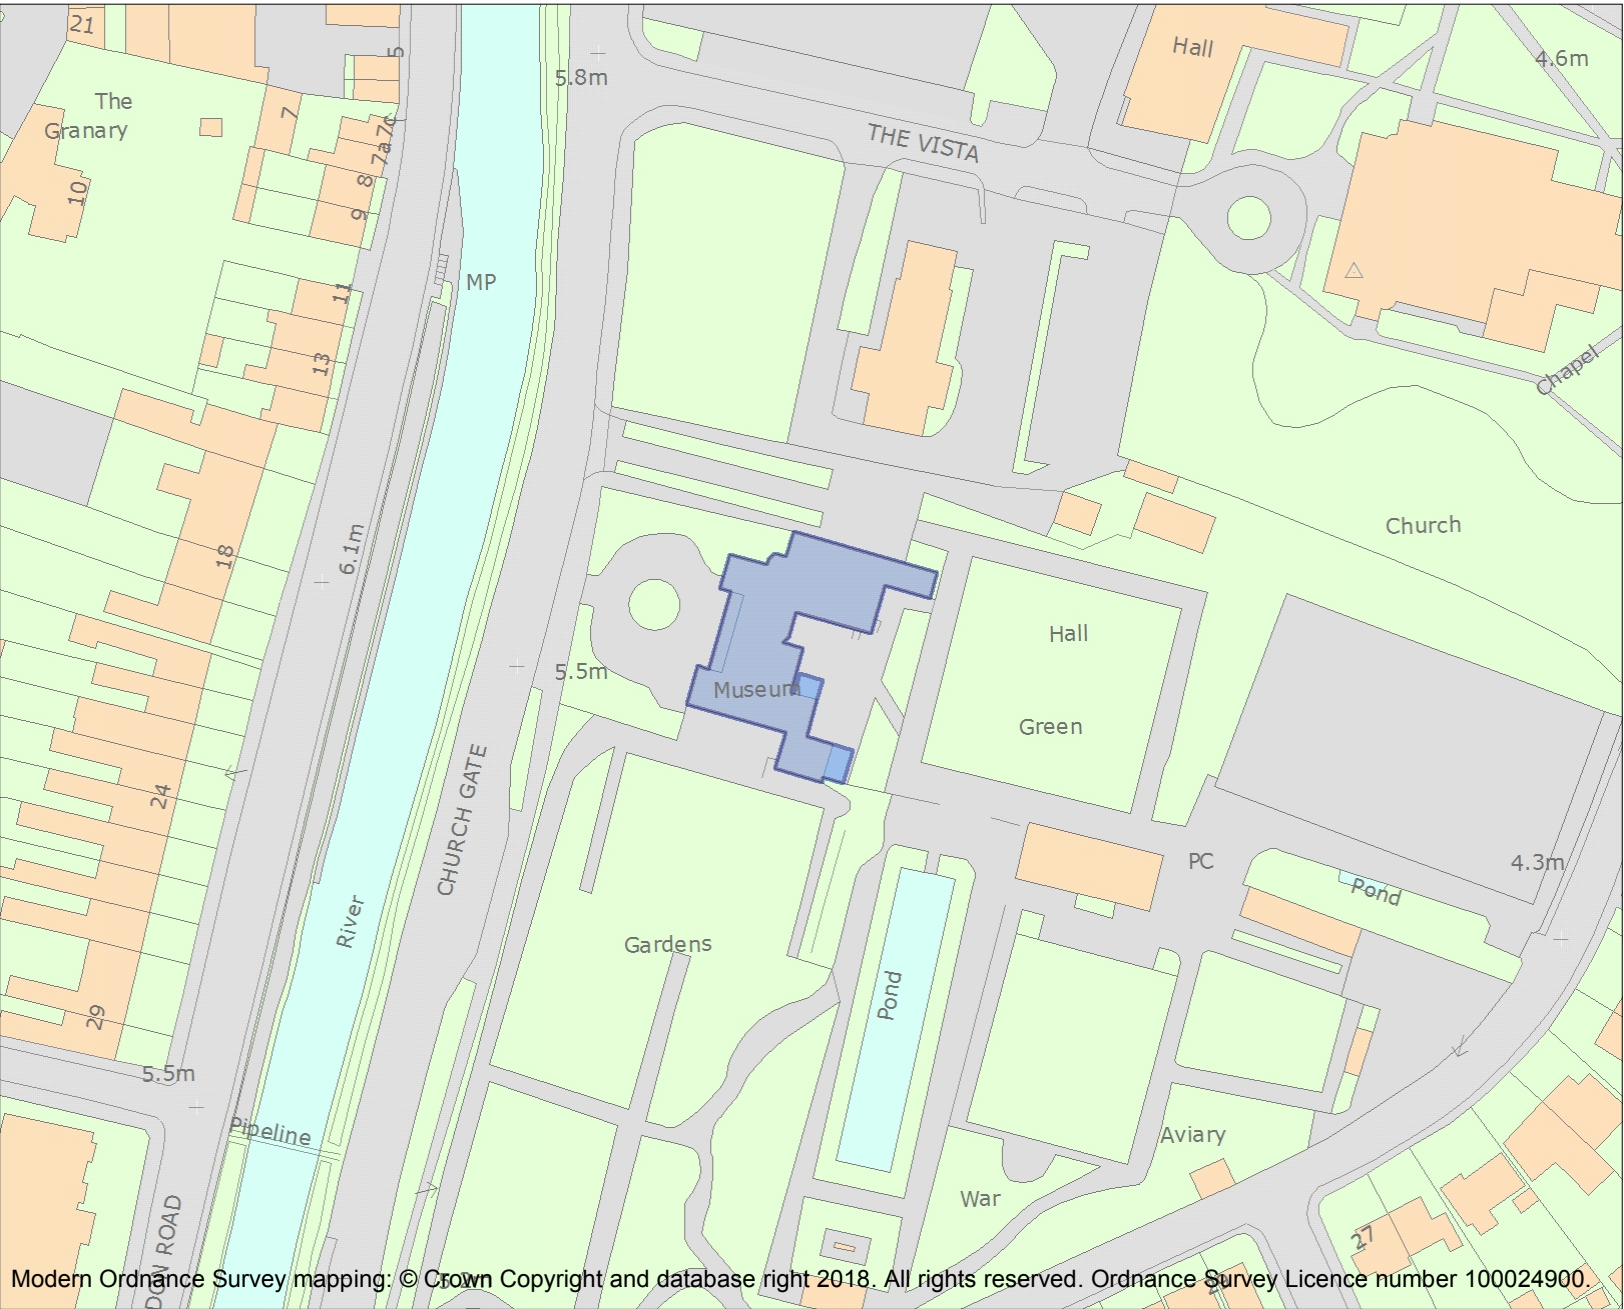 21
5
Hall
4.6m
5.8m
The
Granary
7
7c
7a
THE VISTA
10
8
9
MP
11
13
Chapel
18
6.1m
Church
Hall
5.5m
Museum
Green
24
CHURCH GATE
PC
4.3m
Pond
River
Gardens
Pond
29
5.5m
Pipeline
Aviary
War
DON ROAD
27
Modern Ordnance Survey mapping: © Crown Copyright and database right 2018. All rights reserved. Ordnance Survey Licence number 100024900.